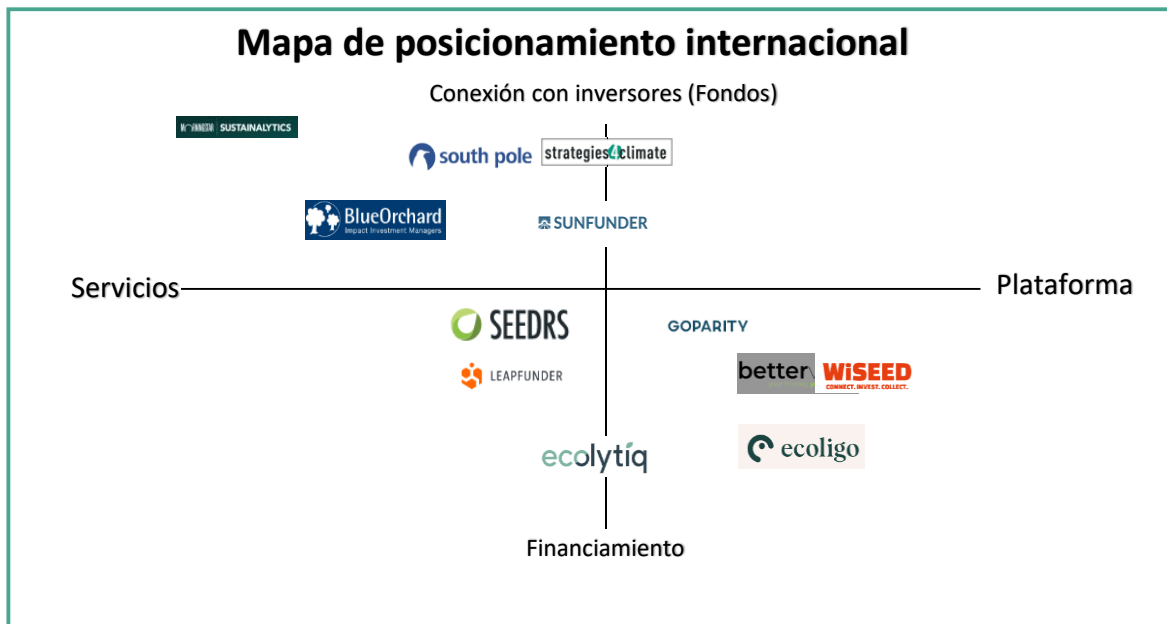 Mapa de posicionamiento internacional
Conexión con inversores (Fondos)
MORNINGSTAR SUSTAINALYTICS
south pole
strategies4climate
BlueOrchard
Impact Investment Managers
SUNFUNDER
Servicios
Plataforma
SEEDRS
GOPARITY
LEAPFUNDER
better
WiSEED
CONNECT. INVEST. COLLECT.
ecolytiq
ecoligo
Financiamiento